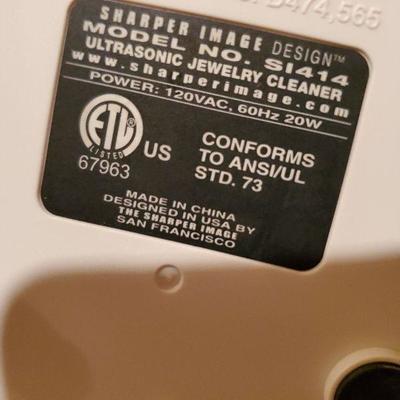 D474,565
SHARPER IMAGE DESIGN™
MODEL NO. SI414
ULTRASONIC JEWELRY CLEANER
www.sharperimage.com
POWER: 120VAC, 60Hz 20W
ETL
LISTED
US
67963
CONFORMS
TO ANSI/UL
STD. 73
MADE IN CHINA
DESIGNED IN USA BY
THE SHARPER IMAGE
SAN FRANCISCO